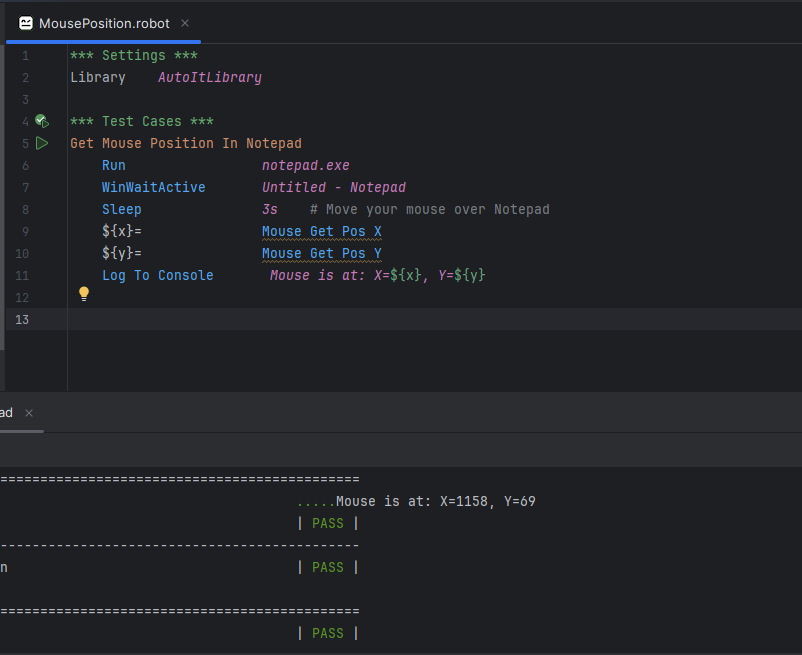 MousePosition.robot ×
1 *** Settings ***
2 Library    AutoItLibrary
3
4 *** Test Cases ***
5 Get Mouse Position In Notepad
6     Run                 notepad.exe
7     WinWaitActive       Untitled - Notepad
8     Sleep               3s    # Move your mouse over Notepad
9     ${x}=               Mouse Get Pos X
10     ${y}=               Mouse Get Pos Y
11     Log To Console       Mouse is at: X=${x}, Y=${y}
12
13
ad ×
=============================================
.....Mouse is at: X=1158, Y=69
| PASS |
---------------------------------------------
n | PASS |
=============================================
| PASS |